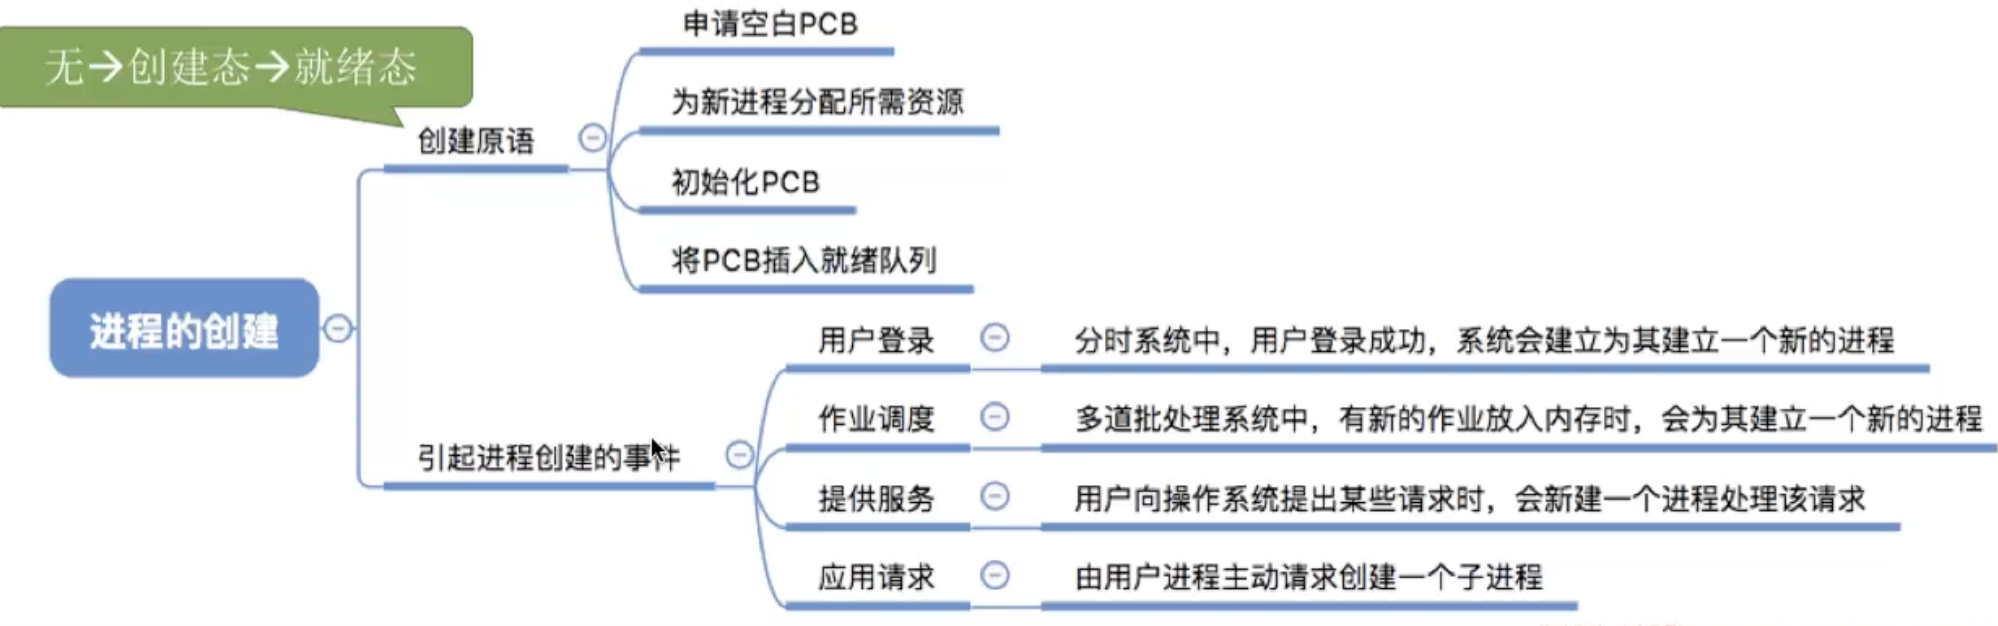 无→创建态→就绪态
申请空白PCB
为新进程分配所需资源
创建原语
初始化PCB
将PCB插入就绪队列
进程的创建
用户登录
分时系统中，用户登录成功，系统会建立为其建立一个新的进程
作业调度
多道批处理系统中，有新的作业放入内存时，会为其建立一个新的进程
引起进程创建的事件
提供服务
用户向操作系统提出某些请求时，会新建一个进程处理该请求
应用请求
由用户进程主动请求创建一个子进程